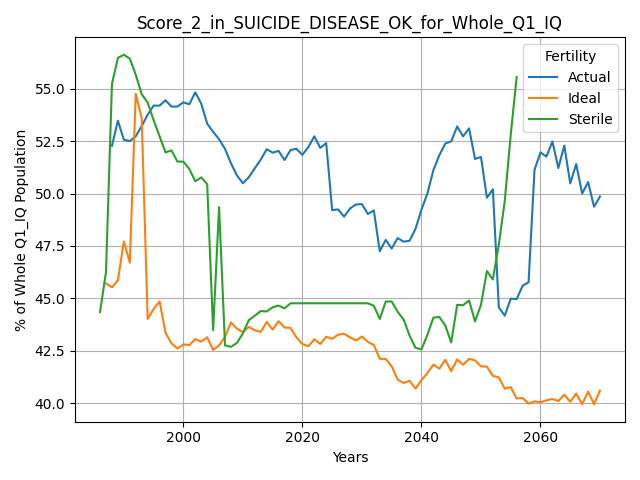 Score_2_in_SUICIDE_DISEASE_OK_for_Whole_Q1_IQ
Fertility
Actual
Ideal
Sterile
% of Whole Q1_IQ Population
55.0
52.5
50.0
47.5
45.0
42.5
40.0
2000
2020
2040
2060
Years